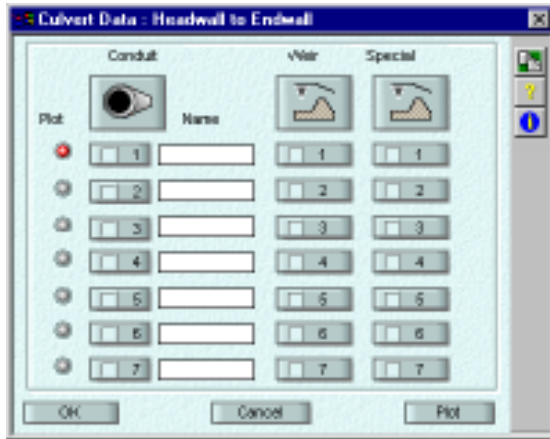 Culvert Data : Headwall to Endwall
Conduit Weir Special
Plot Name
1 1 1
2 2 2
3 3 3
4 4 4
5 5 5
6 6 6
7 7 7
OK Cancel Plot